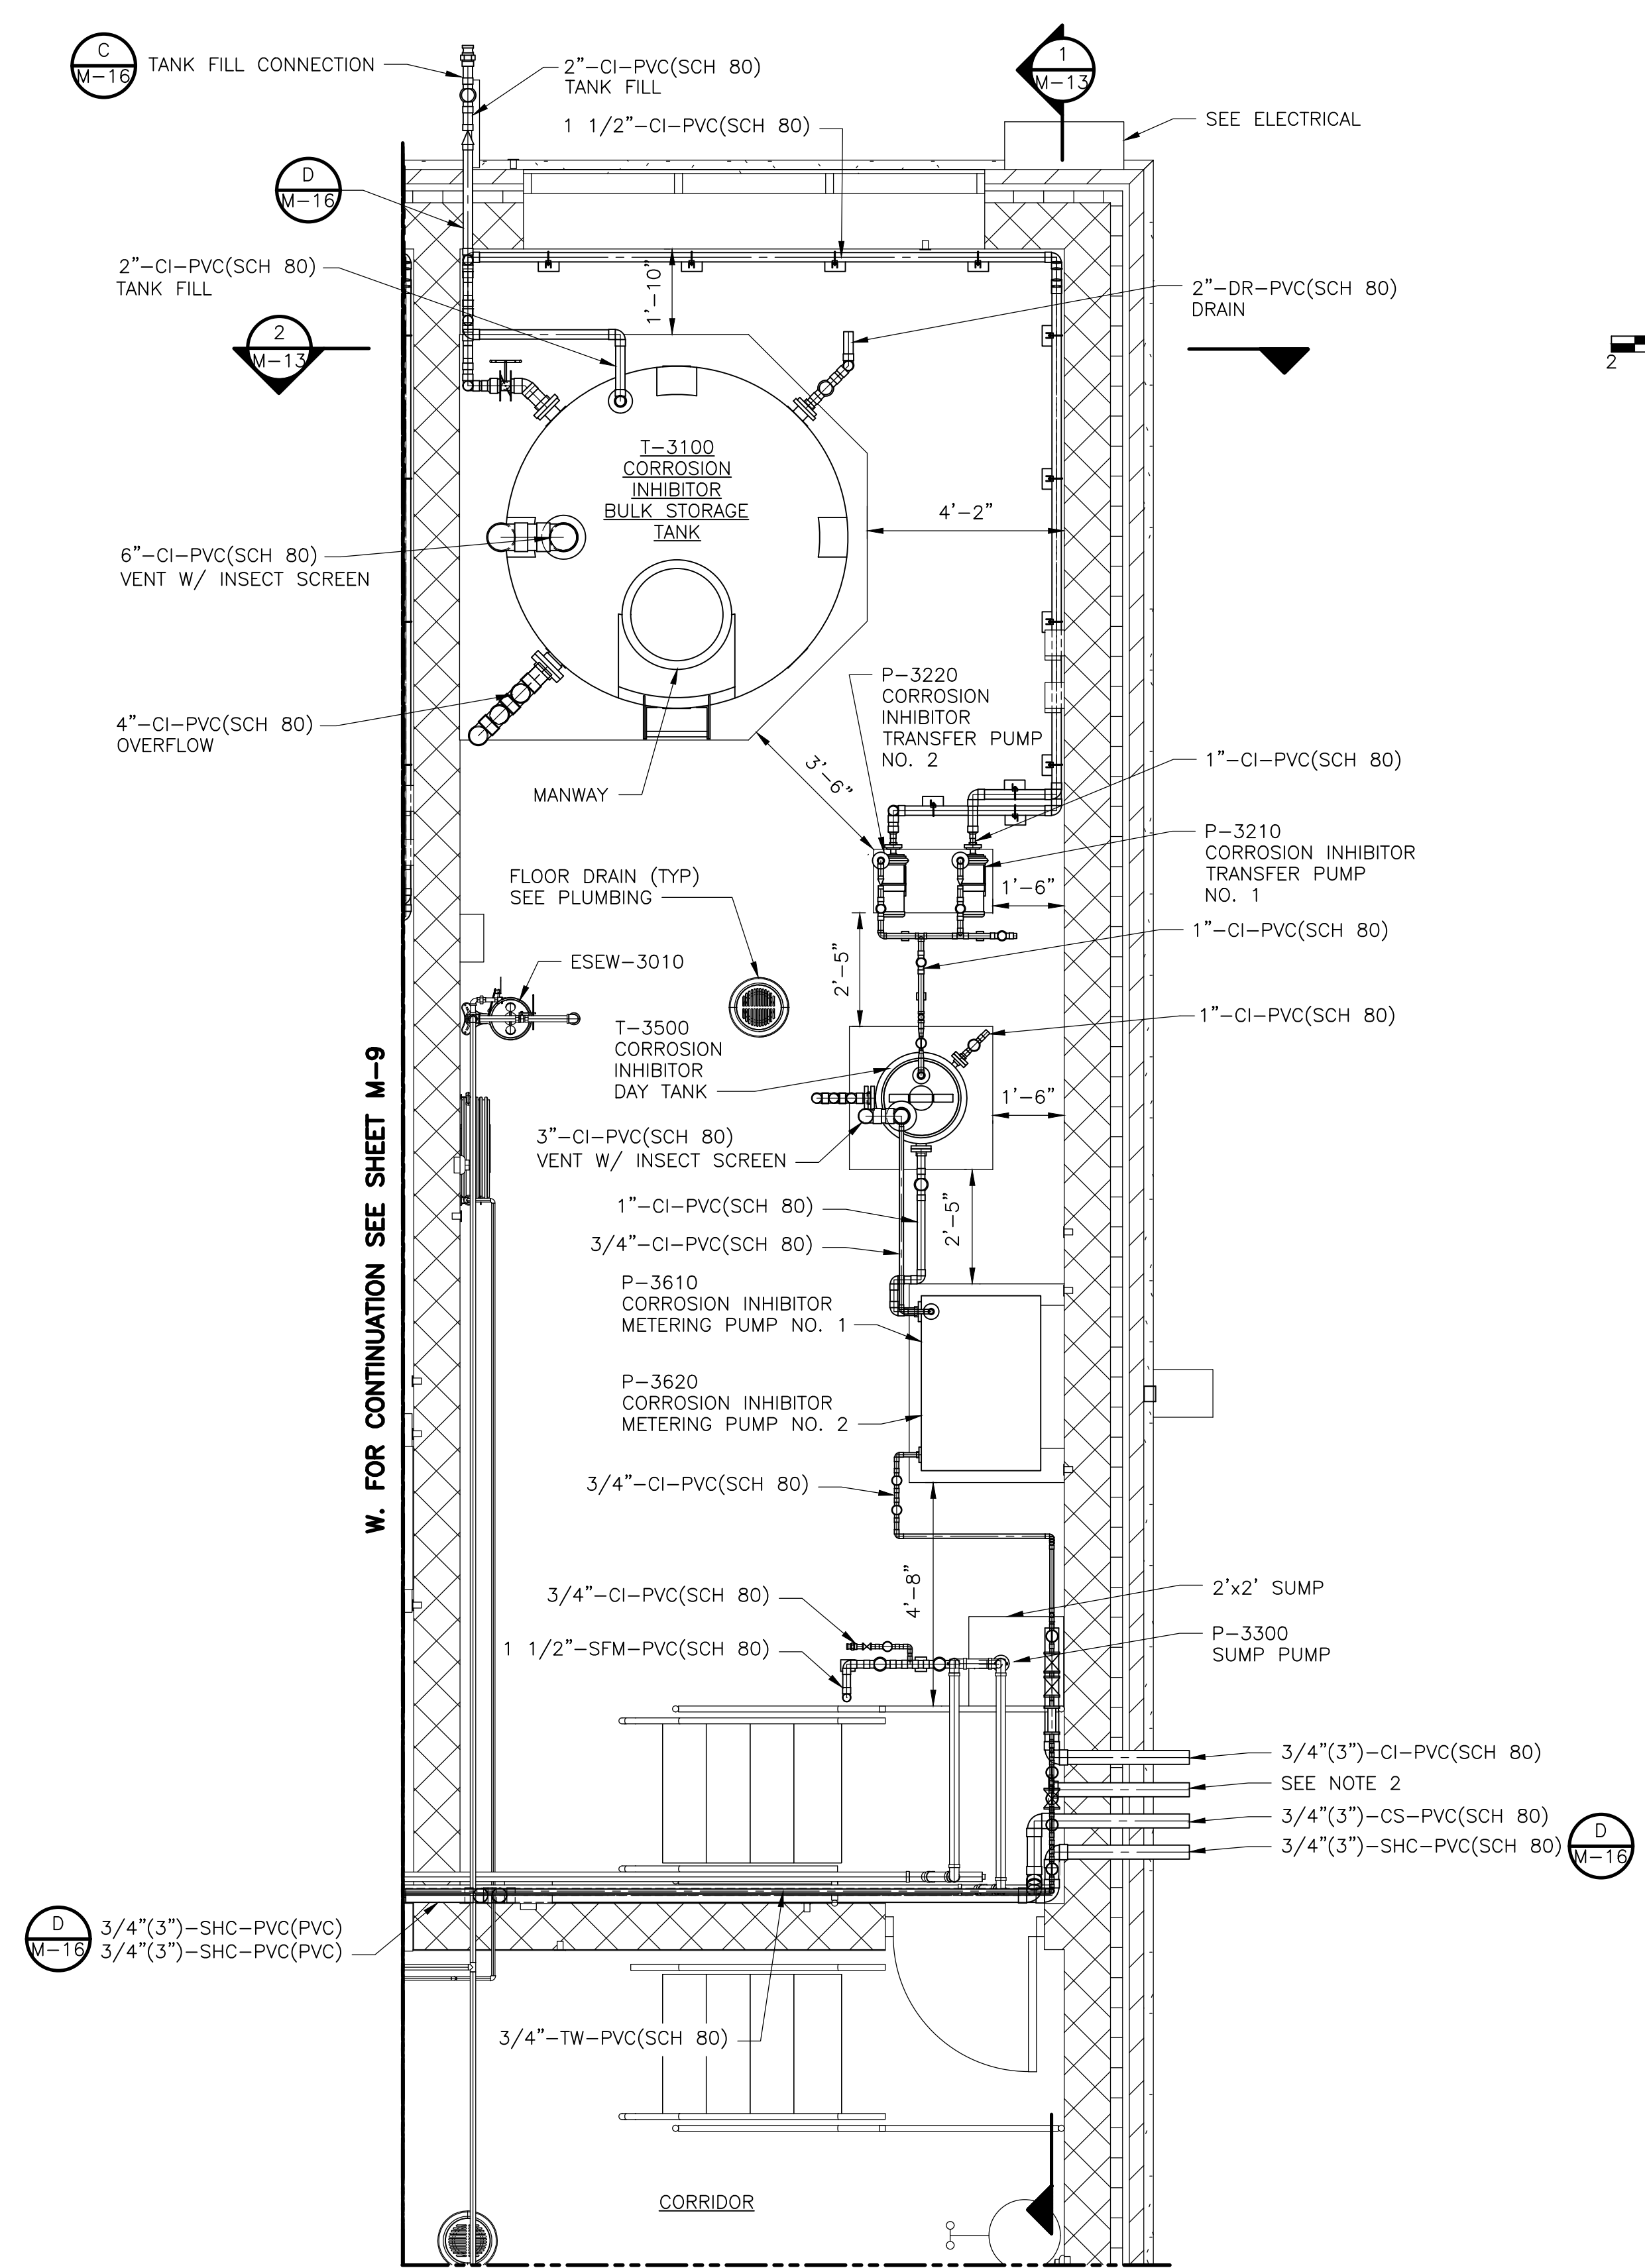 C
M-16
TANK FILL CONNECTION
2"-CI-PVC(SCH 80)
TANK FILL
1 1/2"-CI-PVC(SCH 80)
1
M-13
SEE ELECTRICAL
D
M-16
2"-CI-PVC(SCH 80)
TANK FILL
1'-10"
2"-DR-PVC(SCH 80)
DRAIN
2
M-13
2
T-3100
CORROSION
INHIBITOR
BULK STORAGE
TANK
4'-2"
6"-CI-PVC(SCH 80)
VENT W/ INSECT SCREEN
4"-CI-PVC(SCH 80)
OVERFLOW
P-3220
CORROSION
INHIBITOR
TRANSFER PUMP
NO. 2
3'-6"
MANWAY
1"-CI-PVC(SCH 80)
P-3210
CORROSION INHIBITOR
TRANSFER PUMP
NO. 1
1'-6"
FLOOR DRAIN (TYP)
SEE PLUMBING
1"-CI-PVC(SCH 80)
2'-5"
ESEW-3010
1"-CI-PVC(SCH 80)
T-3500
CORROSION
INHIBITOR
DAY TANK
1'-6"
W. FOR CONTINUATION SEE SHEET M-9
3"-CI-PVC(SCH 80)
VENT W/ INSECT SCREEN
1"-CI-PVC(SCH 80)
2'-5"
3/4"-CI-PVC(SCH 80)
P-3610
CORROSION INHIBITOR
METERING PUMP NO. 1
P-3620
CORROSION INHIBITOR
METERING PUMP NO. 2
3/4"-CI-PVC(SCH 80)
4'-8"
3/4"-CI-PVC(SCH 80)
2'x2' SUMP
1 1/2"-SFM-PVC(SCH 80)
P-3300
SUMP PUMP
3/4"(3")-CI-PVC(SCH 80)
SEE NOTE 2
3/4"(3")-CS-PVC(SCH 80)
3/4"(3")-SHC-PVC(SCH 80)
D
M-16
D
M-16
3/4"(3")-SHC-PVC(PVC)
3/4"(3")-SHC-PVC(PVC)
3/4"-TW-PVC(SCH 80)
CORRIDOR